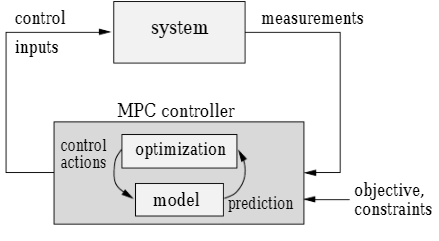 control
inputs
system
measurements
MPC controller
control
actions
optimization
model
prediction
objective,
constraints